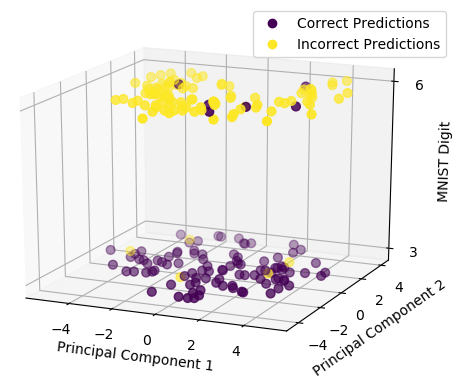 Correct Predictions
Incorrect Predictions
6
MNIST Digit
3
−4
−2
0
2
4
Principal Component 1
−4
−2
0
2
4
Principal Component 2